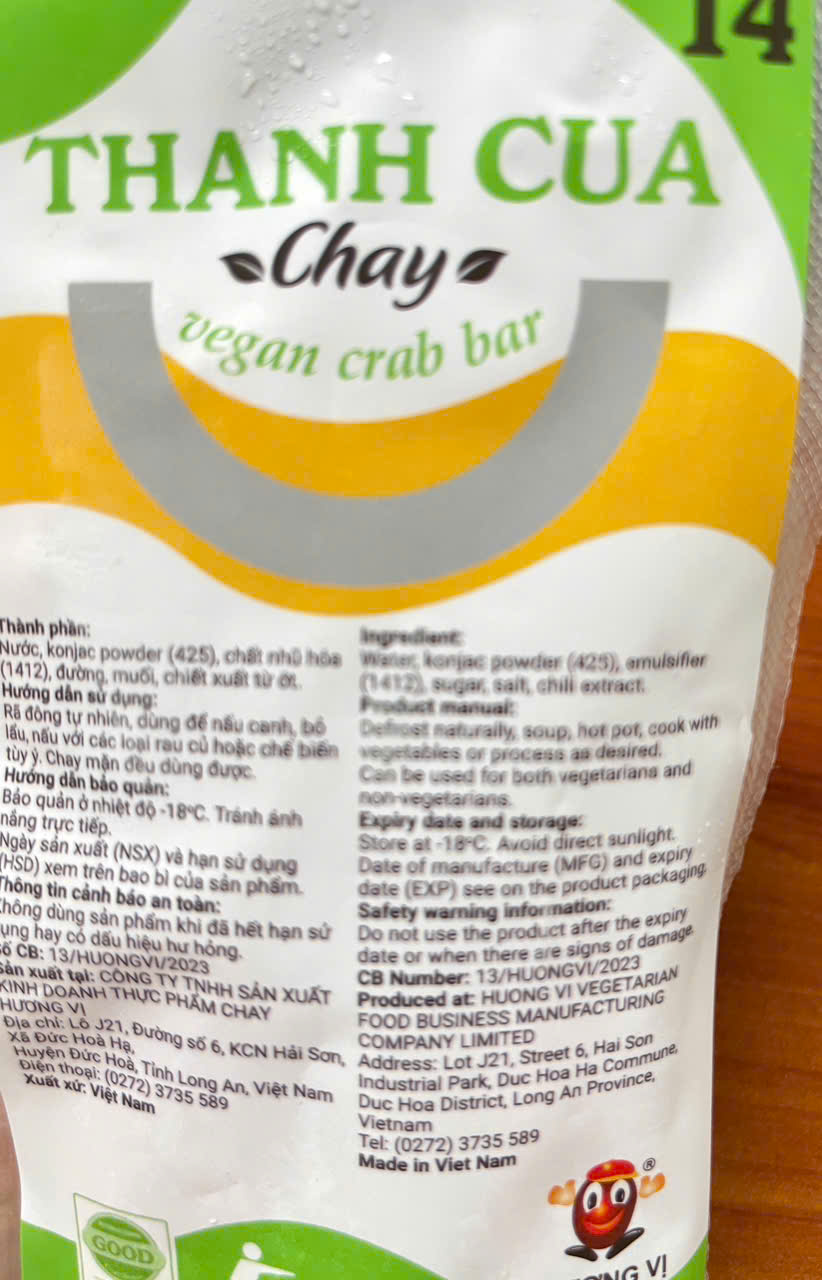 14
THANH CUA
Chay
vegan crab bar
Thành phần:
Nước, konjac powder (425), chất nhũ hóa
(1412), đường, muối, chiết xuất từ ớt.
Hướng dẫn sử dụng:
Rã đông tự nhiên, dùng để nấu canh, bỏ
lẩu, nấu với các loại rau củ hoặc chế biến
tùy ý. Chay mặn đều dùng được.
Hướng dẫn bảo quản:
Bảo quản ở nhiệt độ -18°C. Tránh ánh
nắng trực tiếp.
Ngày sản xuất (NSX) và hạn sử dụng
(HSD) xem trên bao bì của sản phẩm.
Thông tin cảnh báo an toàn:
Không dùng sản phẩm khi đã hết hạn sử
dụng hay có dấu hiệu hư hỏng.
Số CB: 13/HUONGVI/2023
Sản xuất tại: CÔNG TY TNHH SẢN XUẤT
KINH DOANH THỰC PHẨM CHAY
HƯƠNG VỊ
Địa chỉ: Lô J21, Đường số 6, KCN Hải Sơn,
Xã Đức Hoà Hạ,
Huyện Đức Hoà, Tỉnh Long An, Việt Nam
Điện thoại: (0272) 3735 589
Xuất xứ: Việt Nam
Ingredient:
Water, konjac powder (425), emulsifier
(1412), sugar, salt, chili extract.
Product manual:
Defrost naturally, soup, hot pot, cook with
vegetables or process as desired.
Can be used for both vegetarians and
non-vegetarians.
Expiry date and storage:
Store at -18°C. Avoid direct sunlight.
Date of manufacture (MFG) and expiry
date (EXP) see on the product packaging.
Safety warning information:
Do not use the product after the expiry
date or when there are signs of damage.
CB Number: 13/HUONGVI/2023
Produced at: HUONG VI VEGETARIAN
FOOD BUSINESS MANUFACTURING
COMPANY LIMITED
Address: Lot J21, Street 6, Hai Son
Industrial Park, Duc Hoa Ha Commune,
Duc Hoa District, Long An Province,
Vietnam
Tel: (0272) 3735 589
Made in Viet Nam
®
GOOD
VỊ